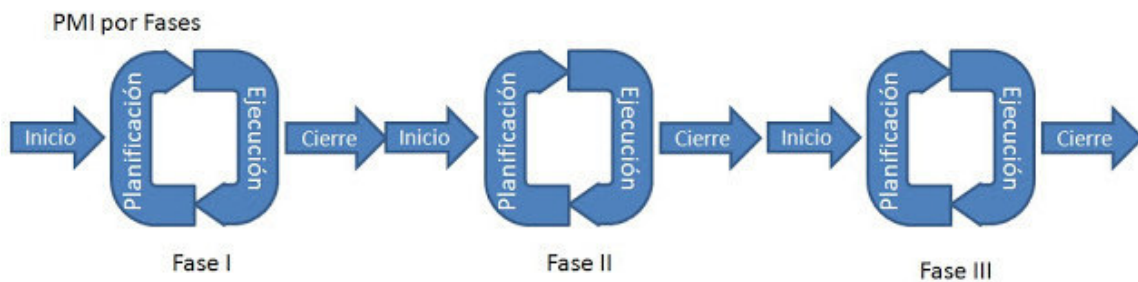 PMI por Fases
Inicio
Planificación
Ejecución
Cierre
Inicio
Planificación
Ejecución
Cierre
Inicio
Planificación
Ejecución
Cierre
Fase I
Fase II
Fase III